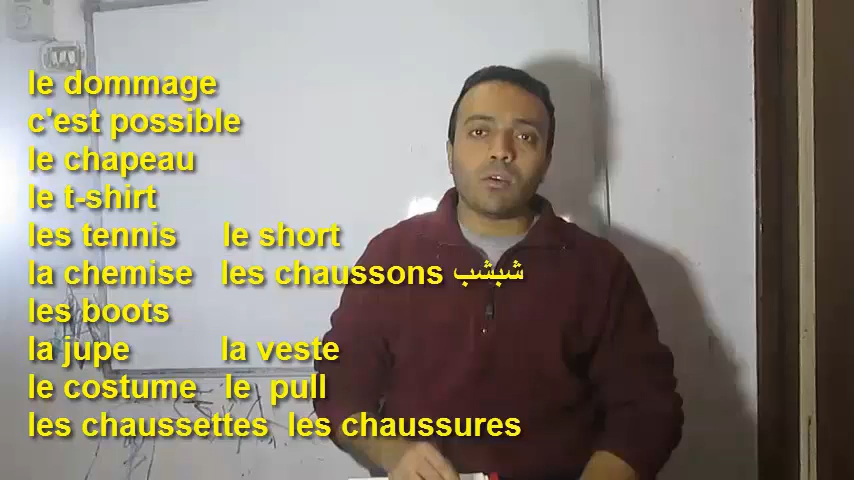 le dommage
c'est possible
le chapeau
le t-shirt
les tennis le short
la chemise les chaussons شبشب
les boots
la jupe la veste
le costume le pull
les chaussettes les chaussures